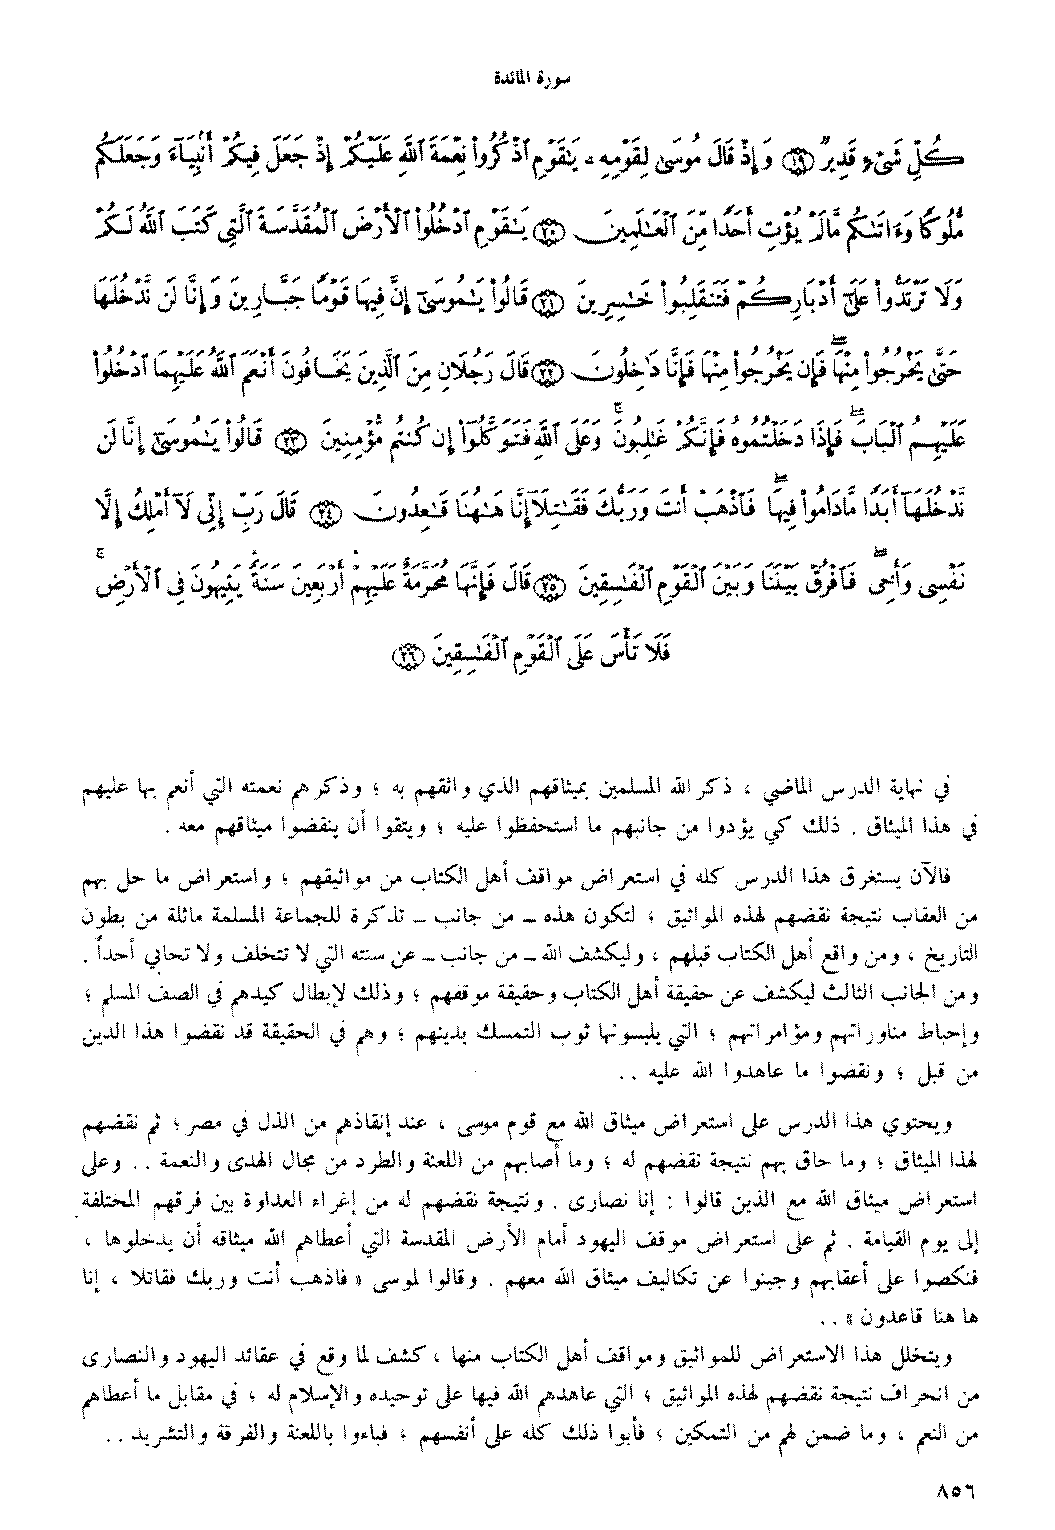 سورة المائدة
كُلِّ شَىْءٍ قَدِيرٌ ﴿١٩﴾ وَإِذْ قَالَ مُوسَىٰ لِقَوْمِهِۦ يَـٰقَوْمِ ٱذْكُرُوا۟ نِعْمَةَ ٱللَّهِ عَلَيْكُمْ إِذْ جَعَلَ فِيكُمْ أَنۢبِيَآءَ وَجَعَلَكُم
مُّلُوكًا وَءَاتَىٰكُم مَّا لَمْ يُؤْتِ أَحَدًا مِّنَ ٱلْعَـٰلَمِينَ ﴿٢٠﴾ يَـٰقَوْمِ ٱدْخُلُوا۟ ٱلْأَرْضَ ٱلْمُقَدَّسَةَ ٱلَّتِى كَتَبَ ٱللَّهُ لَكُمْ
وَلَا تَرْتَدُّوا۟ عَلَىٰٓ أَدْبَارِكُمْ فَتَنقَلِبُوا۟ خَـٰسِرِينَ ﴿٢١﴾ قَالُوا۟ يَـٰمُوسَىٰٓ إِنَّ فِيهَا قَوْمًا جَبَّارِينَ وَإِنَّا لَن نَّدْخُلَهَا
حَتَّىٰ يَخْرُجُوا۟ مِنْهَا ۖ فَإِن يَخْرُجُوا۟ مِنْهَا فَإِنَّا دَٰخِلُونَ ﴿٢٢﴾ قَالَ رَجُلَانِ مِنَ ٱلَّذِينَ يَخَافُونَ أَنْعَمَ ٱللَّهُ عَلَيْهِمَا ٱدْخُلُوا۟
عَلَيْهِمُ ٱلْبَابَ ۖ فَإِذَا دَخَلْتُمُوهُ فَإِنَّكُمْ غَـٰلِبُونَ ۚ وَعَلَى ٱللَّهِ فَتَوَكَّلُوٓا۟ إِن كُنتُم مُّؤْمِنِينَ ﴿٢٣﴾ قَالُوا۟ يَـٰمُوسَىٰٓ إِنَّا لَن
نَّدْخُلَهَآ أَبَدًا مَّا دَامُوا۟ فِيهَا ۖ فَٱذْهَبْ أَنتَ وَرَبُّكَ فَقَـٰتِلَآ إِنَّا هَـٰهُنَا قَـٰعِدُونَ ﴿٢٤﴾ قَالَ رَبِّ إِنِّى لَآ أَمْلِكُ إِلَّا
نَفْسِى وَأَخِى ۖ فَٱفْرُقْ بَيْنَنَا وَبَيْنَ ٱلْقَوْمِ ٱلْفَـٰسِقِينَ ﴿٢٥﴾ قَالَ فَإِنَّهَا مُحَرَّمَةٌ عَلَيْهِمْ ۛ أَرْبَعِينَ سَنَةً ۛ يَتِيهُونَ فِى ٱلْأَرْضِ ۚ
فَلَا تَأْسَ عَلَى ٱلْقَوْمِ ٱلْفَـٰسِقِينَ ﴿٢٦﴾
في نهاية الدرس الماضي ، ذكر الله المسلمين بميثاقهم الذي واثقهم به ؛ وذكرهم نعمته التي أنعم بها عليهم
في هذا الميثاق . ذلك كي يؤدوا من جانبهم ما استحفظوا عليه ؛ ويتقوا أن ينقضوا ميثاقهم معه .
فالآن يستغرق هذا الدرس كله في استعراض مواقف أهل الكتاب من مواثيقهم ؛ واستعراض ما حل بهم
من العقاب نتيجة نقضهم لهذه المواثيق ؛ لتكون هذه – من جانب – تذكرة للجماعة المسلمة ماثلة من بطون
التاريخ ، ومن واقع أهل الكتاب قبلهم ، وليكشف الله – من جانب – عن سنته التي لا تتخلف ولا تحابي أحداً .
ومن الجانب الثالث ليكشف عن حقيقة أهل الكتاب وحقيقة موقفهم ؛ وذلك لإبطال كيدهم في الصف المسلم ؛
وإحباط مناوراتهم ومؤامراتهم ؛ التي يلبسونها ثوب التمسك بدينهم ؛ وهم في الحقيقة قد نقضوا هذا الدين
من قبل ؛ ونقضوا ما عاهدوا الله عليه ..
ويحتوي هذا الدرس على استعراض ميثاق الله مع قوم موسى ، عند إنقاذهم من الذل في مصر ؛ ثم نقضهم
لهذا الميثاق ؛ وما حاق بهم نتيجة نقضهم له ؛ وما أصابهم من اللعنة والطرد من مجال الهدى والنعمة .. وعلى
استعراض ميثاق الله مع الذين قالوا : إنا نصارى . ونتيجة نقضهم له من إغراء العداوة بين فرقهم المختلفة
إلى يوم القيامة . ثم على استعراض موقف اليهود أمام الأرض المقدسة التي أعطاهم الله ميثاقه أن يدخلوها ،
فنكصوا على أعقابهم وجبنوا عن تكاليف ميثاق الله معهم . وقالوا لموسى « فاذهب أنت وربك فقاتلا ، إنا
ها هنا قاعدون » ..
ويتخلل هذا الاستعراض للمواثيق ومواقف أهل الكتاب منها ، كشف لما وقع في عقائد اليهود والنصارى
من انحراف نتيجة نقضهم لهذه المواثيق ؛ التي عاهدهم الله فيها على توحيده والإسلام له ؛ في مقابل ما أعطاهم
من النعم ، وما ضمن لهم من التمكين ؛ فأبوا ذلك كله على أنفسهم ؛ فباءوا باللعنة والفرقة والتشريد ..
٨٥٦